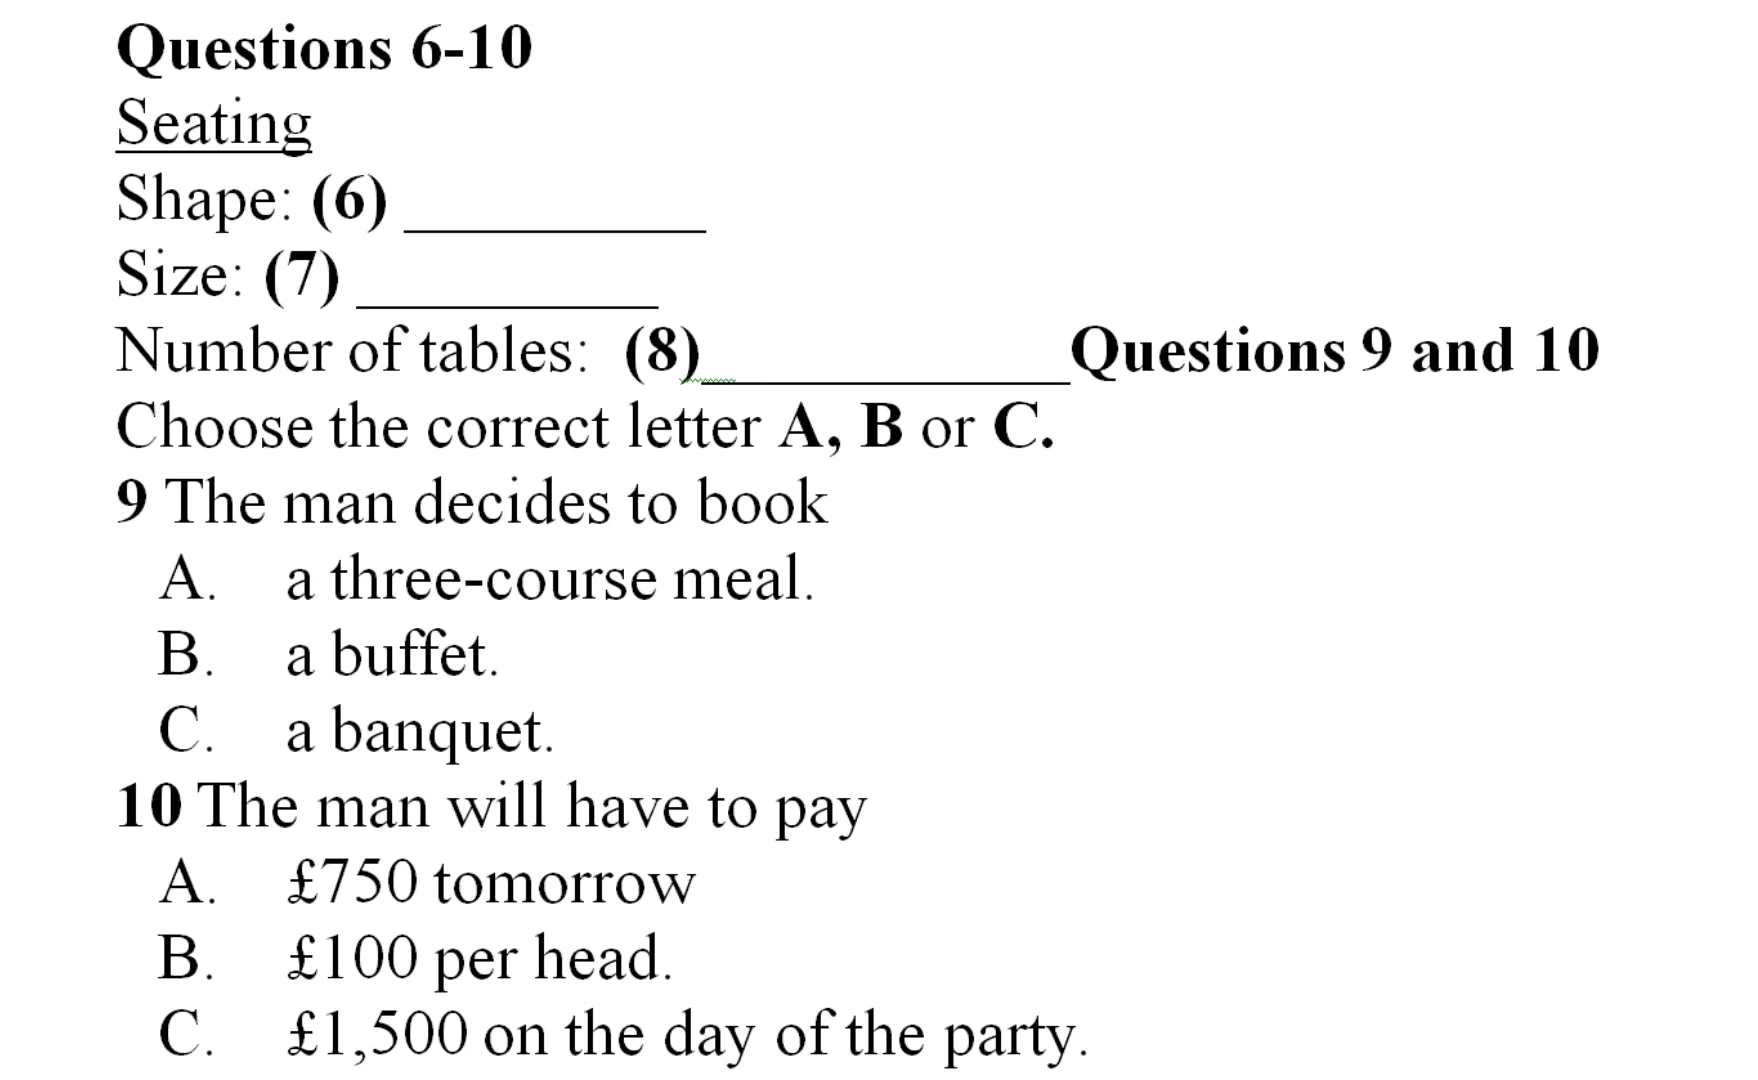 Questions 6-10
Seating
Shape: (6) __________
Size: (7) __________
Number of tables:  (8)____________Questions 9 and 10
Choose the correct letter A, B or C.
9 The man decides to book
A. a three-course meal.
B. a buffet.
C. a banquet.
10 The man will have to pay
A. £750 tomorrow
B. £100 per head.
C. £1,500 on the day of the party.